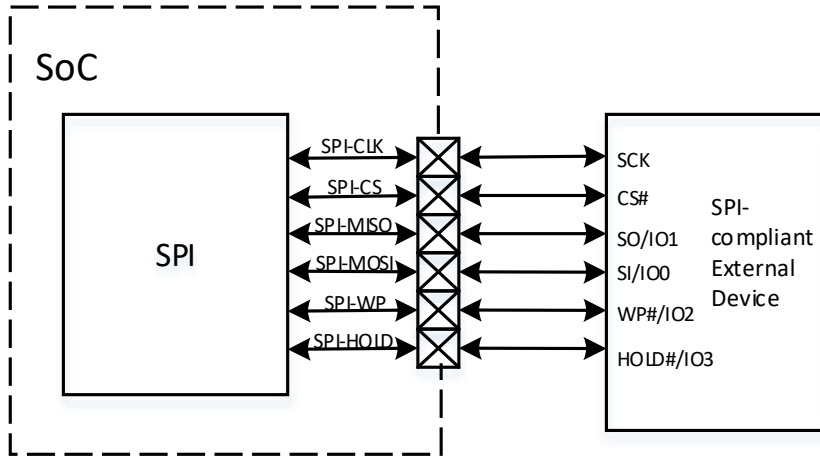 SoC
SPI
SPI-CLK
SPI-CS
SPI-MISO
SPI-MOSI
SPI-WP
SPI-HOLD
SCK
CS#
SO/IO1
SI/IO0
WP#/IO2
HOLD#/IO3
SPI-
compliant
External
Device